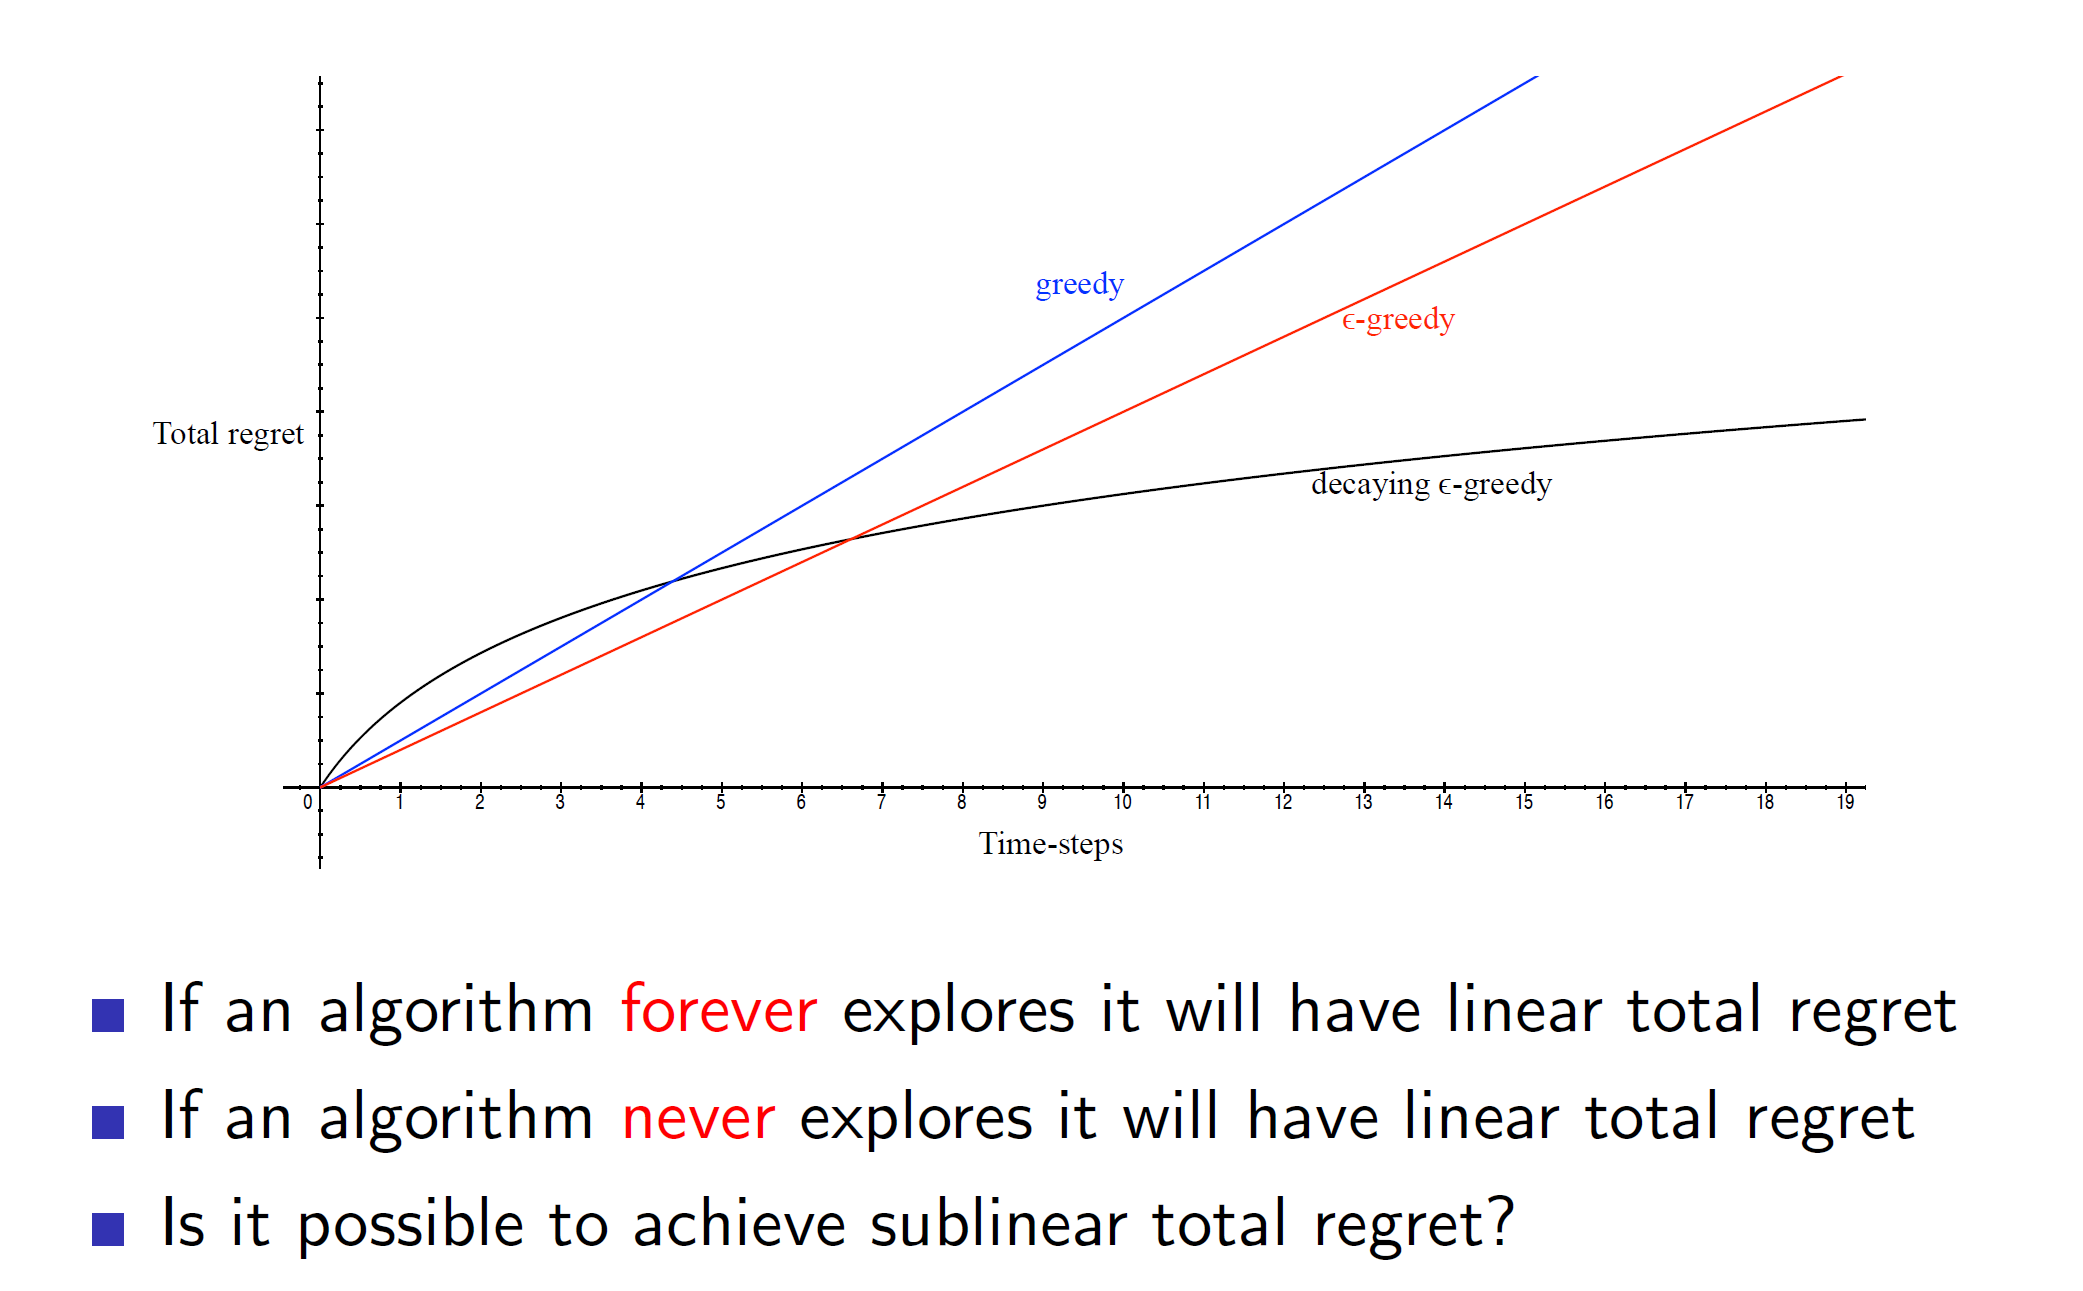 greedy
ϵ-greedy
Total regret
decaying ϵ-greedy
0 1 2 3 4 5 6 7 8 9 10 11 12 13 14 15 16 17 18 19
Time-steps
If an algorithm forever explores it will have linear total regret
If an algorithm never explores it will have linear total regret
Is it possible to achieve sublinear total regret?